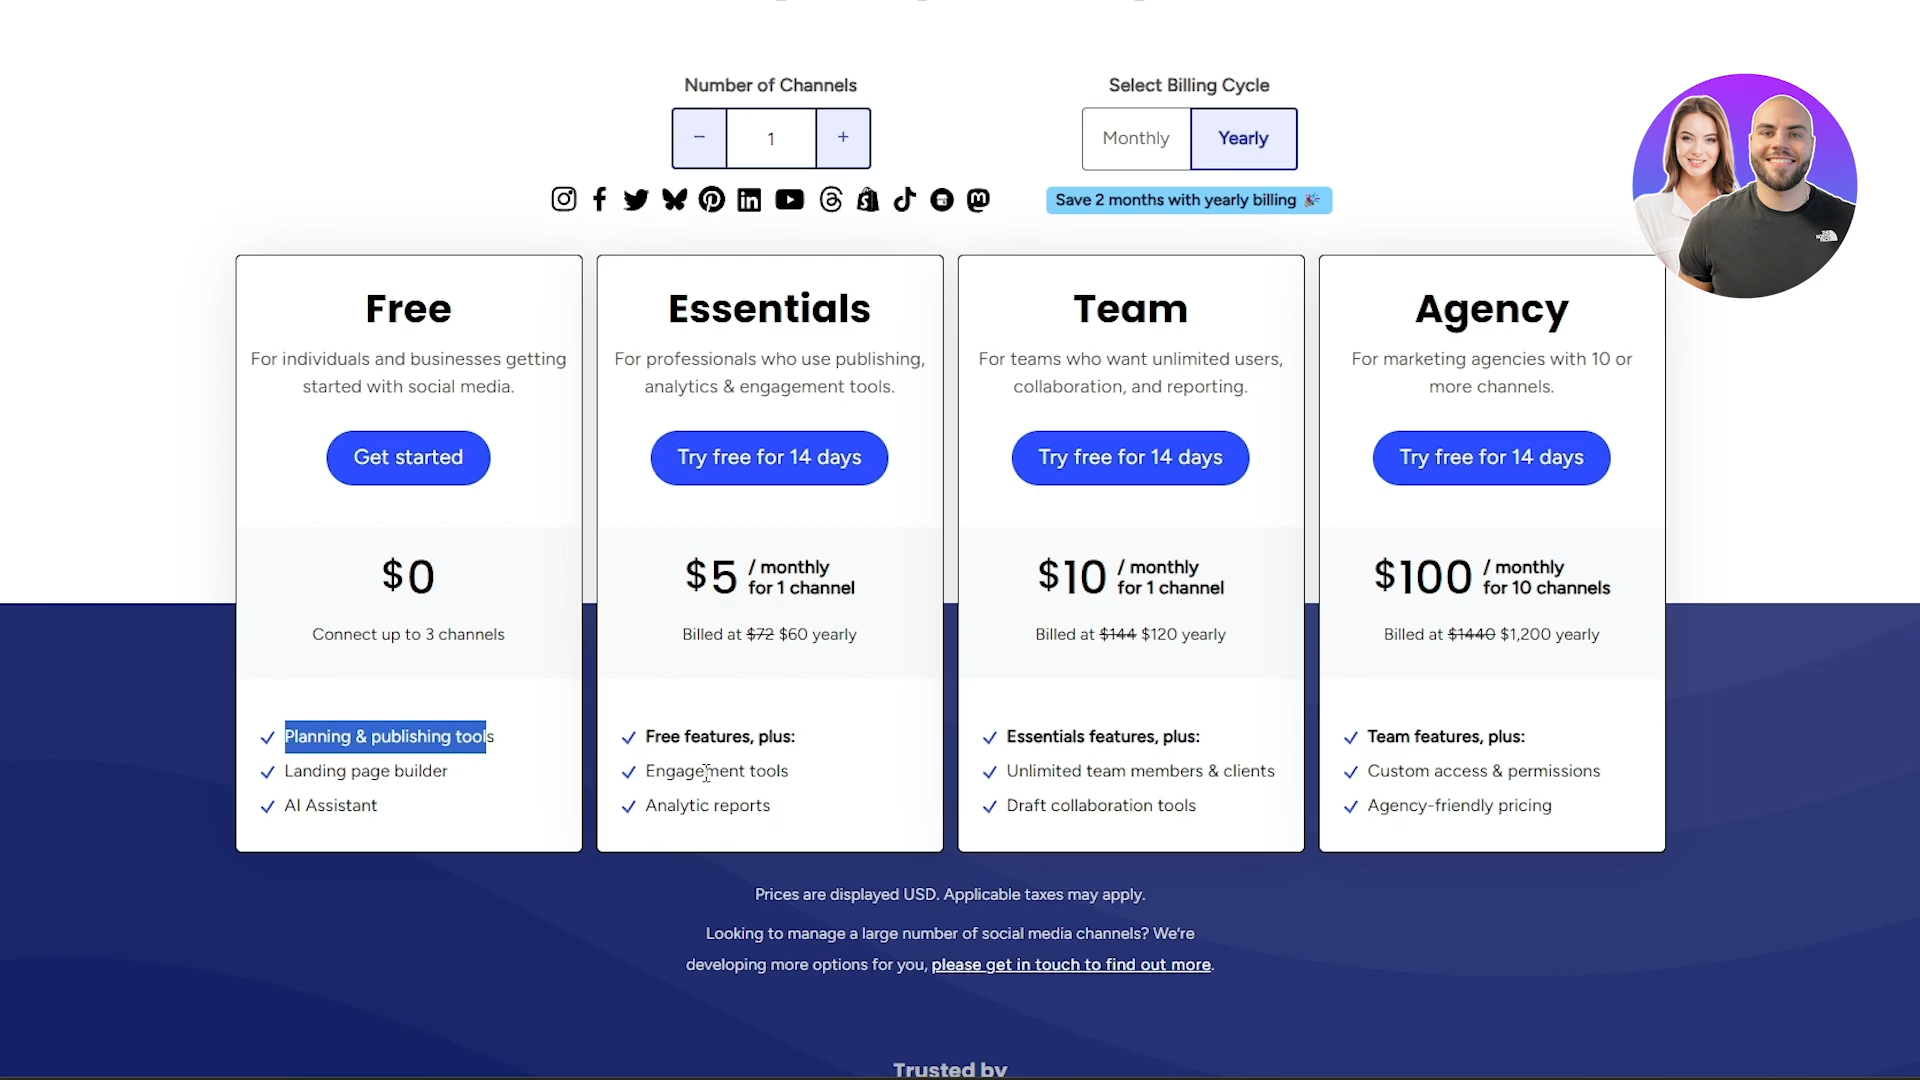 Number of Channels
Select Billing Cycle
− 1 +
Monthly Yearly
Save 2 months with yearly billing 🎉
Free
For individuals and businesses getting
started with social media.
Get started
$0
Connect up to 3 channels
Planning & publishing tools
Landing page builder
AI Assistant
Essentials
For professionals who use publishing,
analytics & engagement tools.
Try free for 14 days
$5 / monthly
for 1 channel
Billed at $72 $60 yearly
Free features, plus:
Engagement tools
Analytic reports
Team
For teams who want unlimited users,
collaboration, and reporting.
Try free for 14 days
$10 / monthly
for 1 channel
Billed at $144 $120 yearly
Essentials features, plus:
Unlimited team members & clients
Draft collaboration tools
Agency
For marketing agencies with 10 or
more channels.
Try free for 14 days
$100 / monthly
for 10 channels
Billed at $1440 $1,200 yearly
Team features, plus:
Custom access & permissions
Agency-friendly pricing
Prices are displayed USD. Applicable taxes may apply.
Looking to manage a large number of social media channels? We're
developing more options for you, please get in touch to find out more.
Trusted by